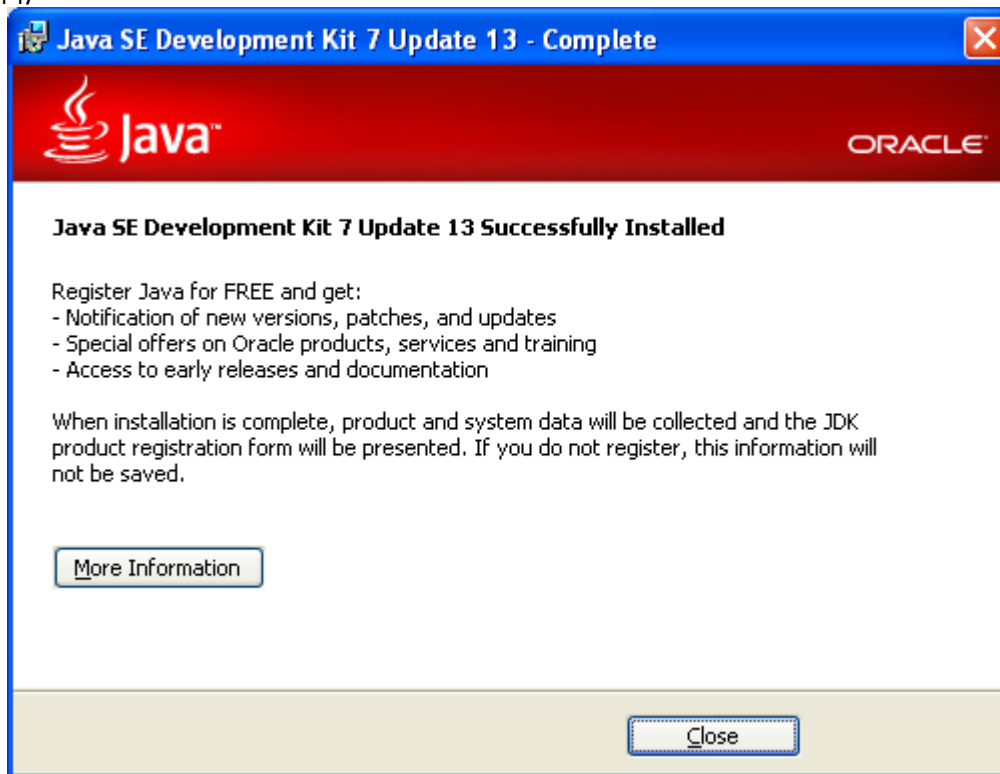 Java SE Development Kit 7 Update 13 - Complete
Java™
ORACLE
Java SE Development Kit 7 Update 13 Successfully Installed
Register Java for FREE and get:
- Notification of new versions, patches, and updates
- Special offers on Oracle products, services and training
- Access to early releases and documentation
When installation is complete, product and system data will be collected and the JDK
product registration form will be presented. If you do not register, this information will
not be saved.
More Information
Close